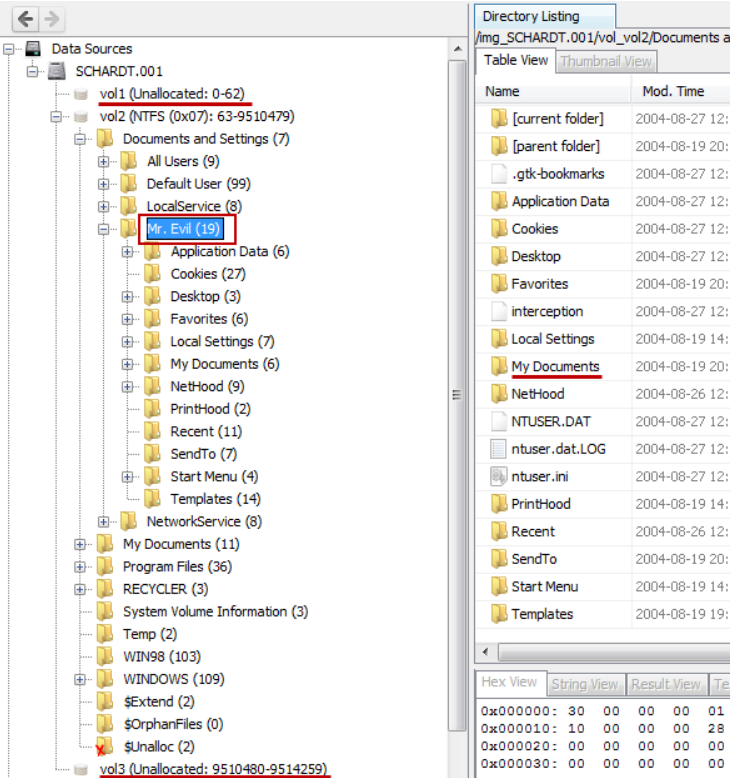 Data Sources
SCHARDT.001
vol1 (Unallocated: 0-62)
vol2 (NTFS (0x07): 63-9510479)
Documents and Settings (7)
All Users (9)
Default User (99)
LocalService (8)
Mr. Evil (19)
Application Data (6)
Cookies (27)
Desktop (3)
Favorites (6)
Local Settings (7)
My Documents (6)
NetHood (9)
PrintHood (2)
Recent (11)
SendTo (7)
Start Menu (4)
Templates (14)
NetworkService (8)
My Documents (11)
Program Files (36)
RECYCLER (3)
System Volume Information (3)
Temp (2)
WIN98 (103)
WINDOWS (109)
$Extend (2)
$OrphanFiles (0)
$Unalloc (2)
vol3 (Unallocated: 9510480-9514259)
Directory Listing
/img_SCHARDT.001/vol_vol2/Documents a
Table View Thumbnail View
Name Mod. Time
[current folder] 2004-08-27 12:
[parent folder] 2004-08-19 20:
.gtk-bookmarks 2004-08-27 12:
Application Data 2004-08-27 12:
Cookies 2004-08-27 12:
Desktop 2004-08-27 12:
Favorites 2004-08-19 20:
interception 2004-08-27 12:
Local Settings 2004-08-19 14:
My Documents 2004-08-19 20:
NetHood 2004-08-26 12:
NTUSER.DAT 2004-08-27 12:
ntuser.dat.LOG 2004-08-27 12:
ntuser.ini 2004-08-27 12:
PrintHood 2004-08-19 14:
Recent 2004-08-26 12:
SendTo 2004-08-19 20:
Start Menu 2004-08-19 14:
Templates 2004-08-19 19:
Hex View String View Result View Te
0x000000: 30 00 00 00 01
0x000010: 10 00 00 00 28
0x000020: 00 00 00 00 00
0x000030: 00 00 00 00 00